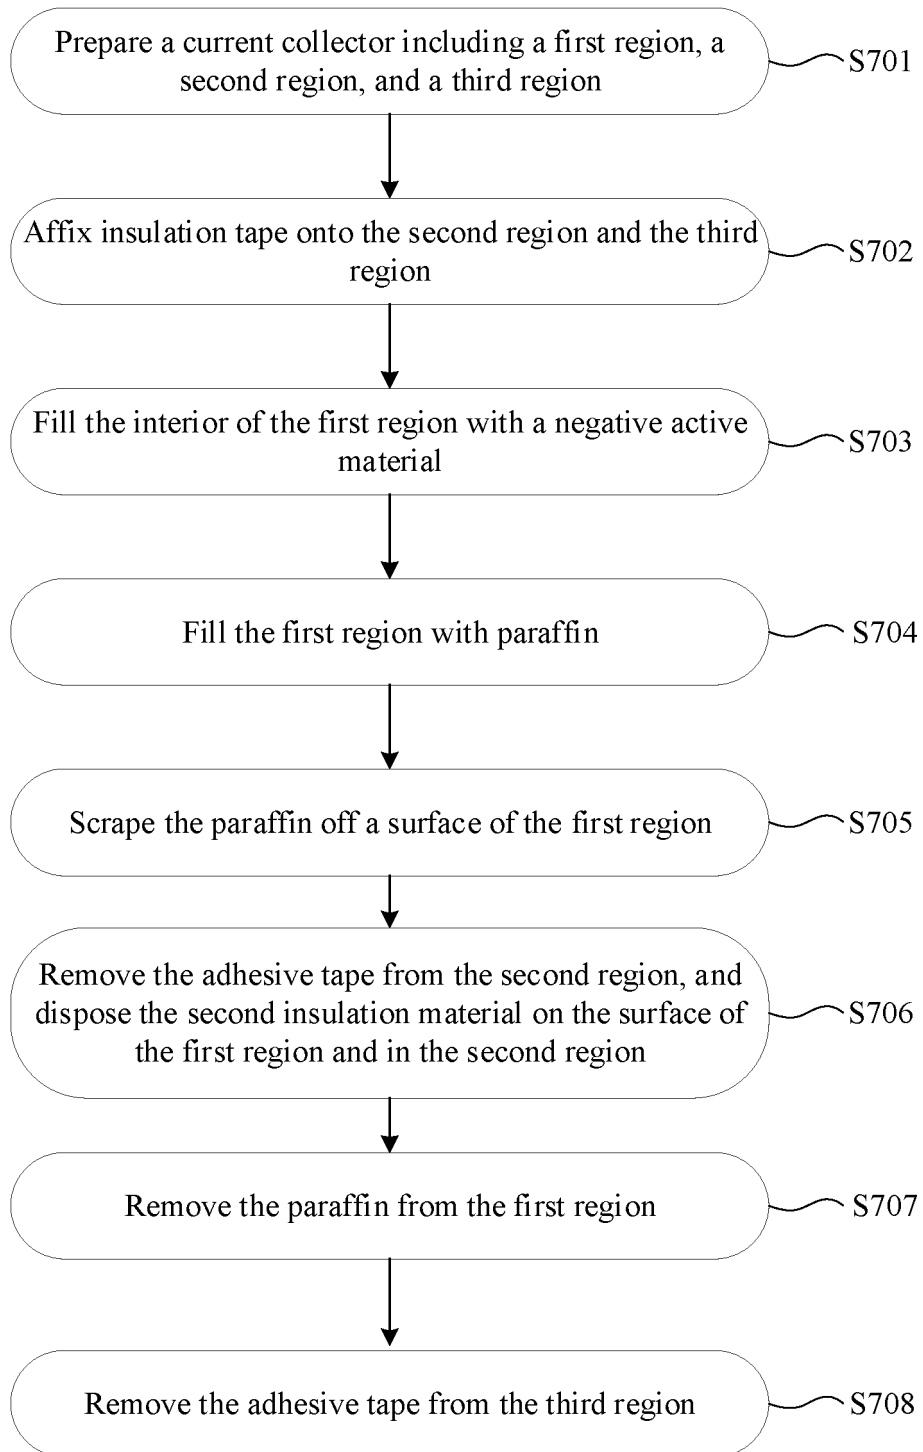 Prepare a current collector including a first region, a
second region, and a third region
S701
Affix insulation tape onto the second region and the third
region
S702
Fill the interior of the first region with a negative active
material
S703
Fill the first region with paraffin
S704
Scrape the paraffin off a surface of the first region
S705
Remove the adhesive tape from the second region, and
dispose the second insulation material on the surface of
the first region and in the second region
S706
Remove the paraffin from the first region
S707
Remove the adhesive tape from the third region
S708